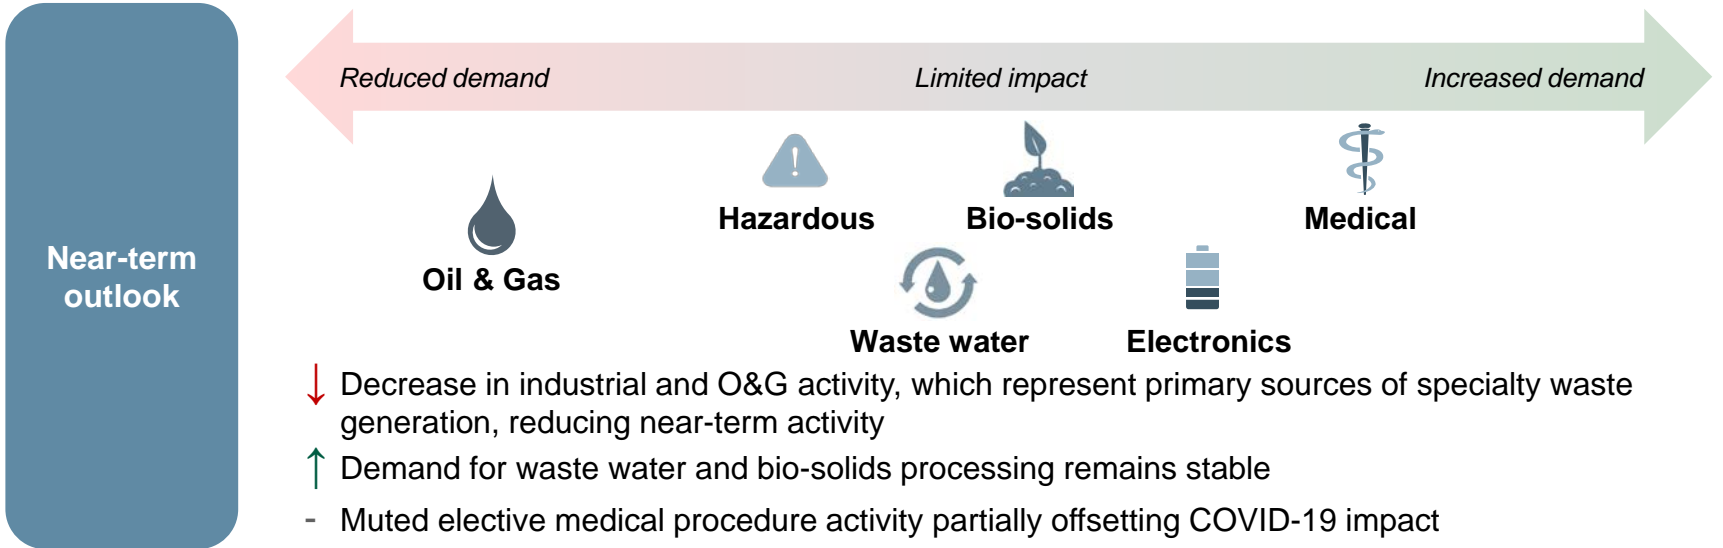 Near-term
outlook
Reduced demand
Limited impact
Increased demand
Hazardous
Bio-solids
Medical
Oil & Gas
Waste water
Electronics
↓ Decrease in industrial and O&G activity, which represent primary sources of specialty waste
generation, reducing near-term activity
↑ Demand for waste water and bio-solids processing remains stable
- Muted elective medical procedure activity partially offsetting COVID-19 impact